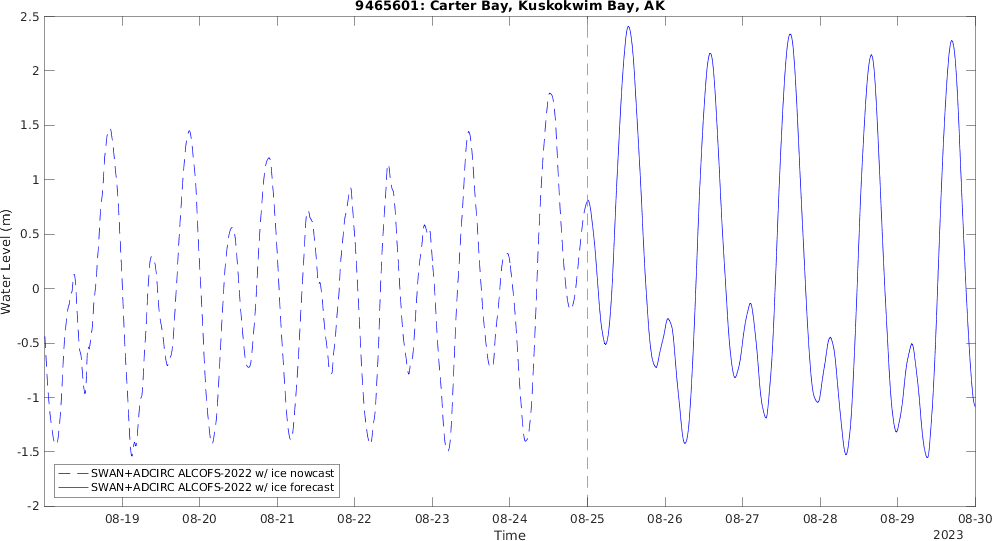 9465601: Carter Bay, Kuskokwim Bay, AK
2.5
2
1.5
1
0.5
0
-0.5
-1
-1.5
-2
Water Level (m)
SWAN+ADCIRC ALCOFS-2022 w/ ice nowcast
SWAN+ADCIRC ALCOFS-2022 w/ ice forecast
08-19 08-20 08-21 08-22 08-23 08-24 08-25 08-26 08-27 08-28 08-29 08-30
Time
2023